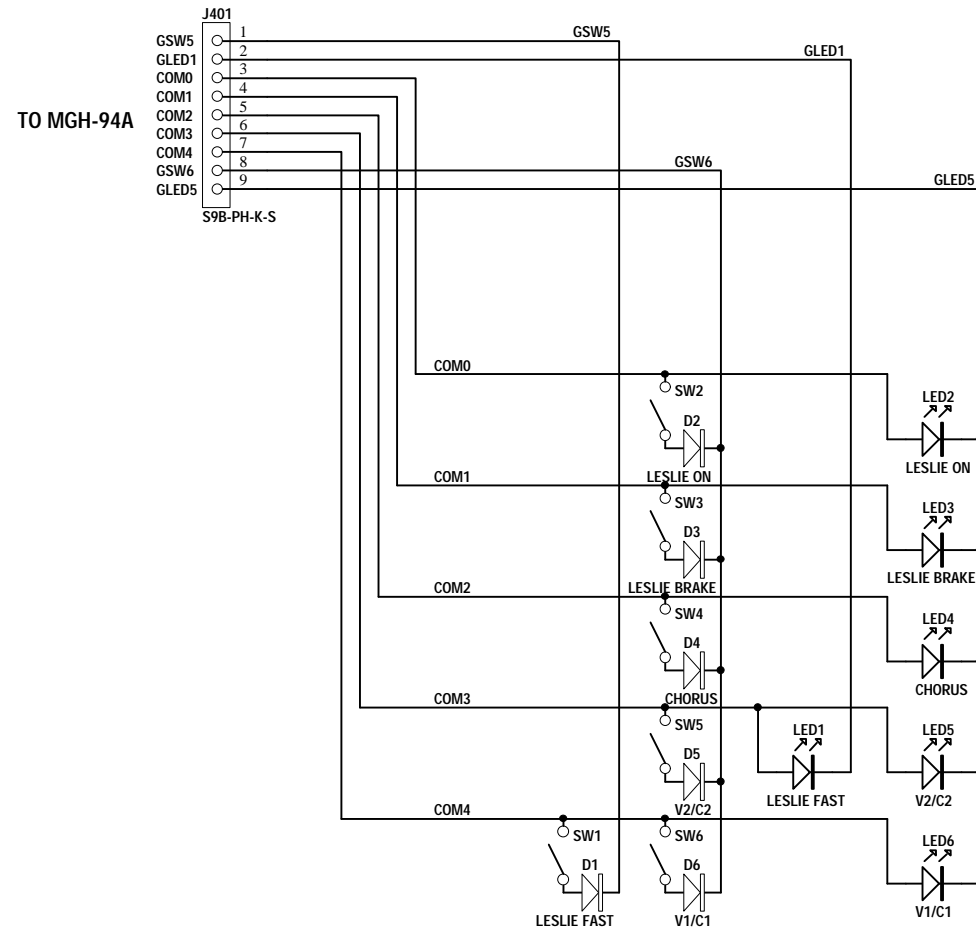 J401
GSW5 1 GSW5
GLED1 2 GLED1
COM0 3
COM1 4
TO MGH-94A COM2 5
COM3 6
COM4 7
GSW6 8 GSW6
GLED5 9 GLED5
S9B-PH-K-S
COM0
SW2
LED2
D2
LESLIE ON
LESLIE ON
COM1
SW3
LED3
D3
LESLIE BRAKE
LESLIE BRAKE
COM2
SW4
LED4
D4
CHORUS
CHORUS
COM3
SW5
LED1
LED5
D5
LESLIE FAST
V2/C2
V2/C2
COM4
SW1
SW6
LED6
D1
D6
LESLIE FAST
V1/C1
V1/C1